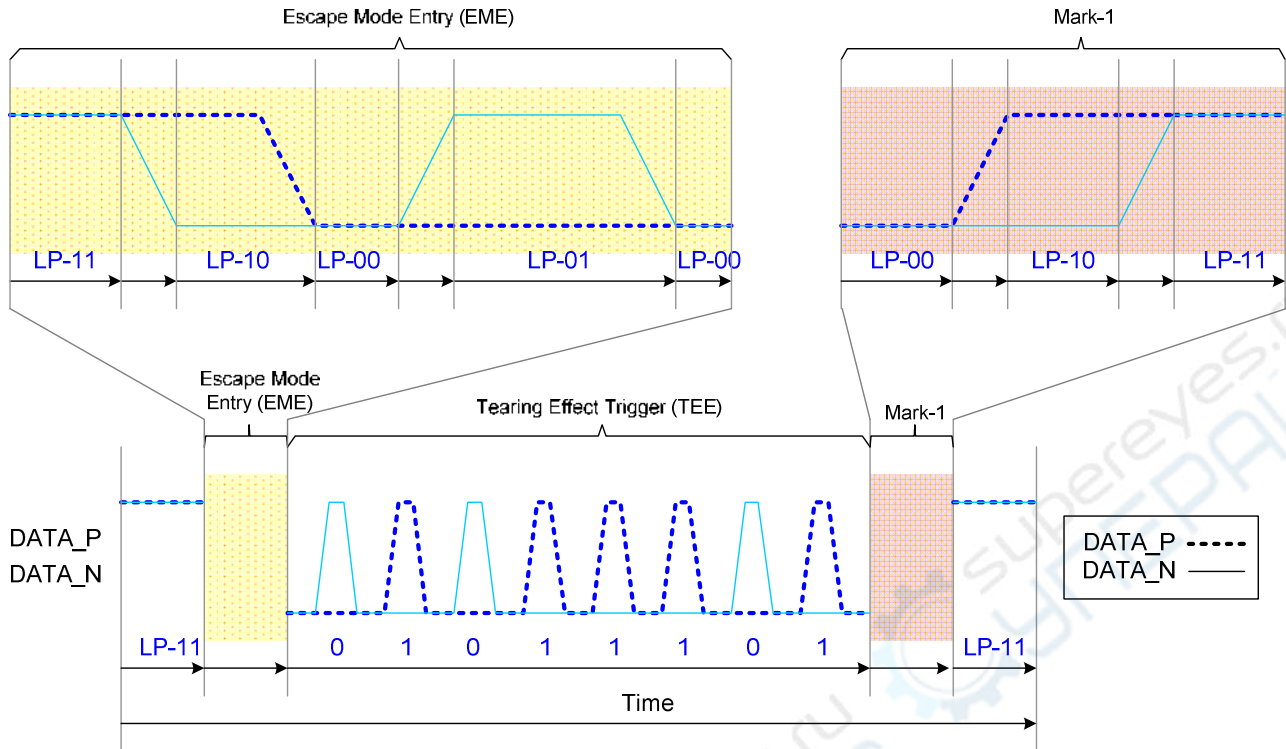 Escape Mode Entry (EME)
Mark-1
LP-11
LP-10
LP-00
LP-01
LP-00
LP-00
LP-10
LP-11
Escape Mode
Entry (EME)
Tearing Effect Trigger (TEE)
Mark-1
DATA_P
DATA_N
DATA_P
DATA_N
LP-11
0
1
0
1
1
1
0
1
LP-11
Time